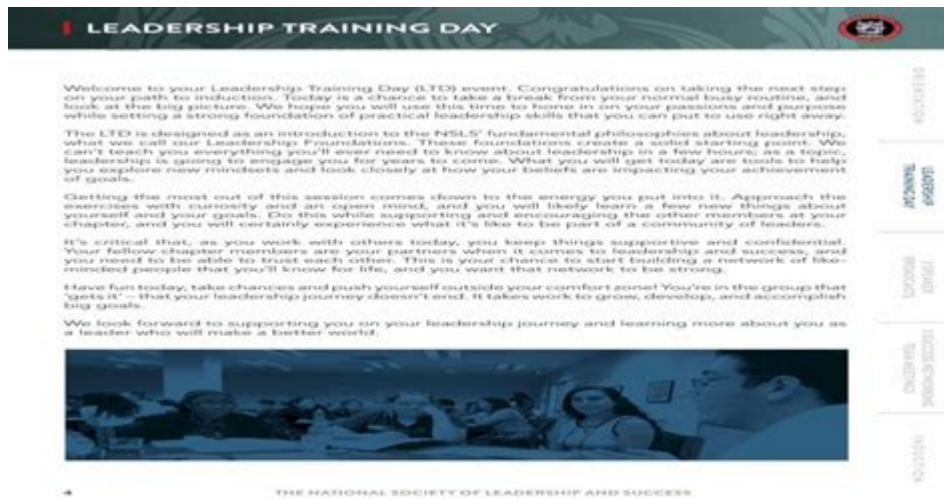 LEADERSHIP TRAINING DAY
Welcome to your Leadership Training Day (LTD) event. Congratulations on taking the next step
on your path to induction. Today is a chance to take a break from your normal busy routine, and
look at the big picture. We hope you will use this time to hone in on your passions and purpose
while setting a strong foundation of practical leadership skills that you can put to use right away.
The LTD is designed as an introduction to the NSLS' fundamental philosophies about leadership,
what we call our Leadership Foundations. These foundations create a solid starting point. We
can't teach you everything you'll ever need to know about leadership in a few hours; as a topic,
leadership is going to engage you for years to come. What you will get today are tools to help
you explore new mindsets and look closely at how your beliefs are impacting your achievement
of goals.
Getting the most out of this session comes down to the energy you put into it. Approach the
exercises with curiosity and an open mind, and you will likely learn a few new things about
yourself and your goals. Do this while supporting and encouraging the other members at your
chapter, and you will certainly experience what it's like to be part of a community of leaders.
It's critical that, as you work with others today, you keep things supportive and confidential.
Your fellow chapter members are your partners when it comes to leadership and success, and
you need to be able to trust each other. This is your chance to start building a network of like-
minded people that you'll know for life, and you want that network to be strong.
Have fun today, take chances and push yourself outside your comfort zone! You're in the group that
'gets it' – that your leadership journey doesn't end. It takes work to grow, develop, and accomplish
big goals.
We look forward to supporting you on your leadership journey and learning more about you as
a leader who will make a better world.
ORIENTATION
LEADERSHIP
TRAINING DAY
SPEAKER
BROADCASTS
SUCCESS NETWORKING
TEAM MEETINGS
INDUCTION
4
THE NATIONAL SOCIETY OF LEADERSHIP AND SUCCESS